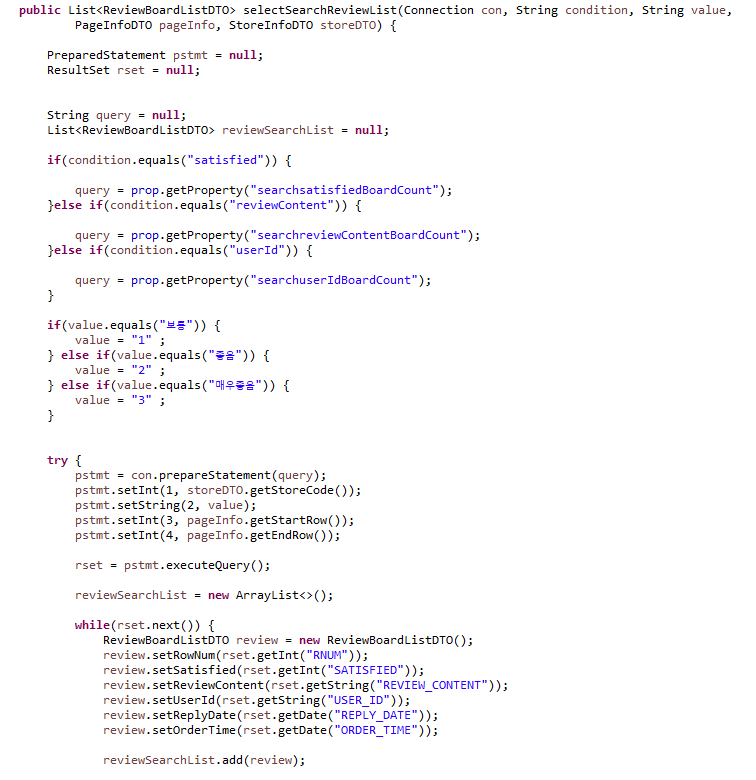 public List<ReviewBoardListDTO> selectSearchReviewList(Connection con, String condition, String value,
PageInfoDTO pageInfo, StoreInfoDTO storeDTO) {
PreparedStatement pstmt = null;
ResultSet rset = null;
String query = null;
List<ReviewBoardListDTO> reviewSearchList = null;
if(condition.equals("satisfied")) {
query = prop.getProperty("searchsatisfiedBoardCount");
}else if(condition.equals("reviewContent")) {
query = prop.getProperty("searchreviewContentBoardCount");
}else if(condition.equals("userId")) {
query = prop.getProperty("searchuserIdBoardCount");
}
if(value.equals("보통")) {
value = "1" ;
} else if(value.equals("좋음")) {
value = "2" ;
} else if(value.equals("매우좋음")) {
value = "3" ;
}
try {
pstmt = con.prepareStatement(query);
pstmt.setInt(1, storeDTO.getStoreCode());
pstmt.setString(2, value);
pstmt.setInt(3, pageInfo.getStartRow());
pstmt.setInt(4, pageInfo.getEndRow());
rset = pstmt.executeQuery();
reviewSearchList = new ArrayList<>();
while(rset.next()) {
ReviewBoardListDTO review = new ReviewBoardListDTO();
review.setRowNum(rset.getInt("RNUM"));
review.setSatisfied(rset.getInt("SATISFIED"));
review.setReviewContent(rset.getString("REVIEW_CONTENT"));
review.setUserId(rset.getString("USER_ID"));
review.setReplyDate(rset.getDate("REPLY_DATE"));
review.setOrderTime(rset.getDate("ORDER_TIME"));
reviewSearchList.add(review);